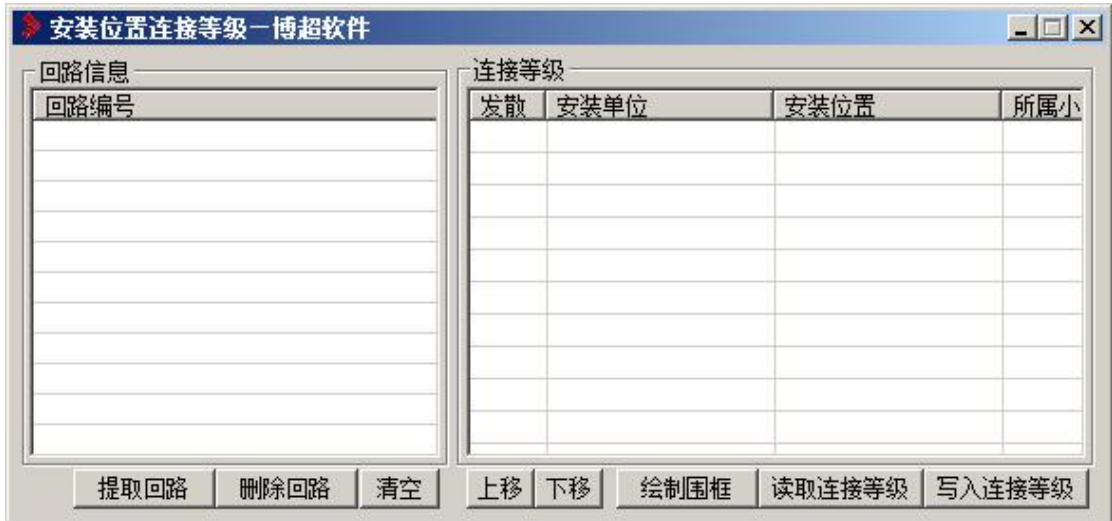 安装位置连接等级－博超软件
回路信息
回路编号
连接等级
发散 安装单位 安装位置 所属小
提取回路 删除回路 清空 上移 下移 绘制围框 读取连接等级 写入连接等级